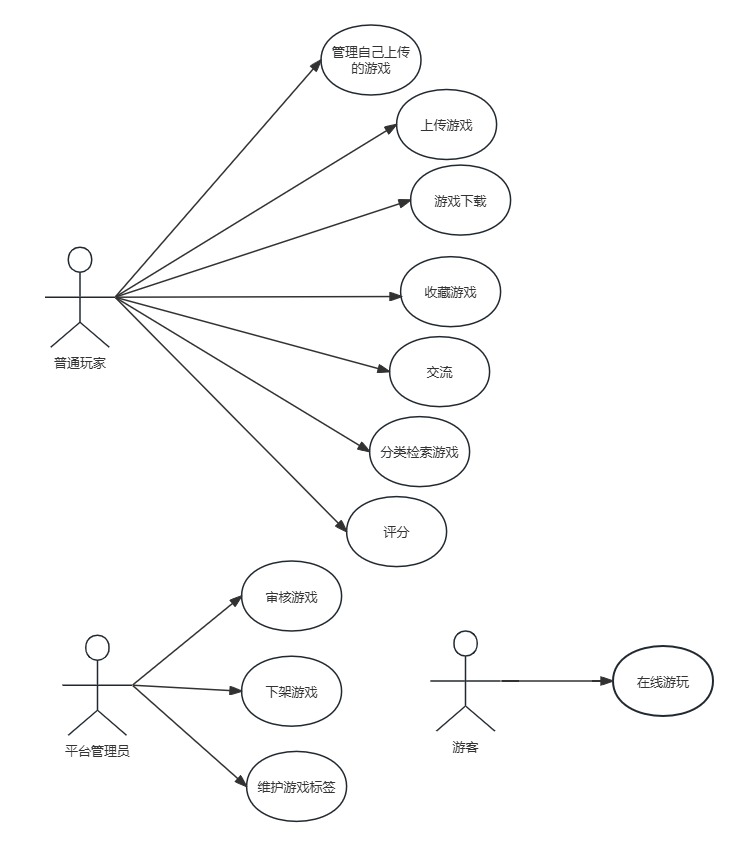 管理自己上传
的游戏
上传游戏
游戏下载
收藏游戏
普通玩家
交流
分类检索游戏
评分
审核游戏
下架游戏
在线游玩
平台管理员
游客
维护游戏标签